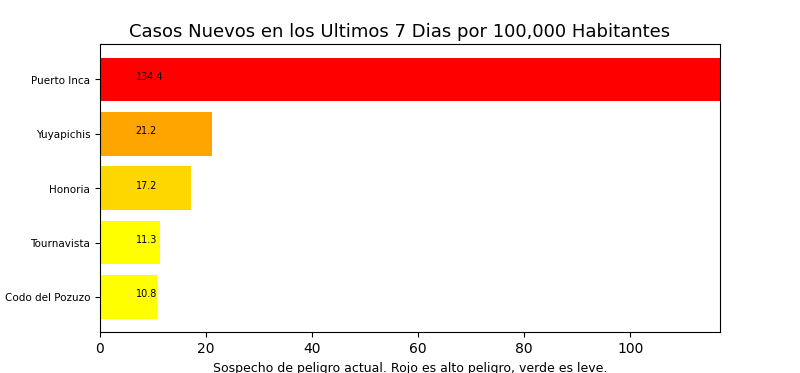 Casos Nuevos en los Ultimos 7 Dias por 100,000 Habitantes
Puerto Inca 134.4
Yuyapichis 21.2
Honoria 17.2
Tournavista 11.3
Codo del Pozuzo 10.8
0 20 40 60 80 100
Sospecho de peligro actual. Rojo es alto peligro, verde es leve.